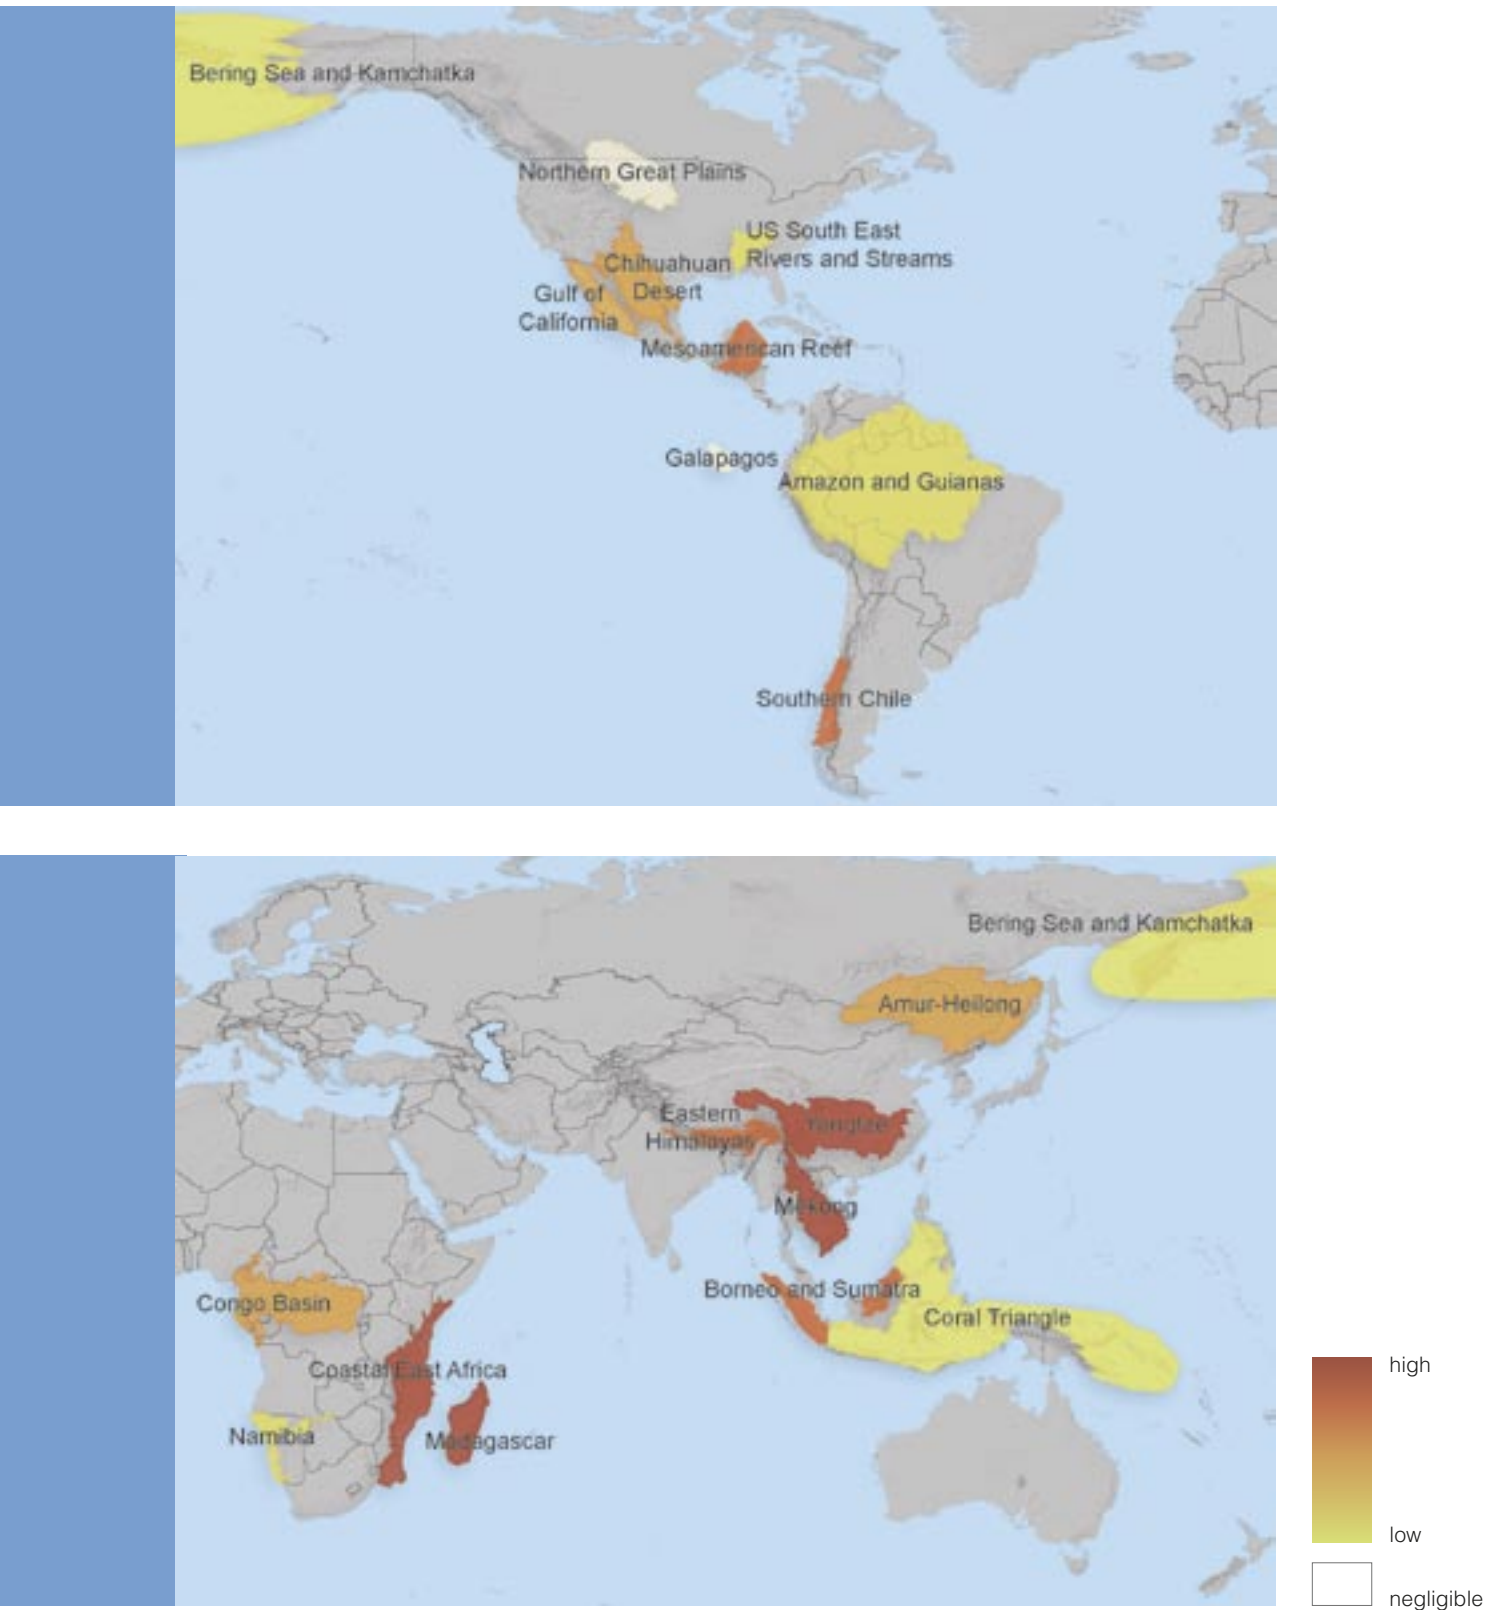 Bering Sea and Kamchatka
Northern Great Plains
US South East
Rivers and Streams
Chihuahuan
Desert
Gulf of
California
Mesoamerican Reef
Galapagos
Amazon and Guianas
Southern Chile
Bering Sea and Kamchatka
Amur-Heilong
Eastern
Himalayas
Yangtze
Mekong
Borneo and Sumatra
Coral Triangle
Congo Basin
Coastal East Africa
Namibia
Madagascar
high
low
negligible